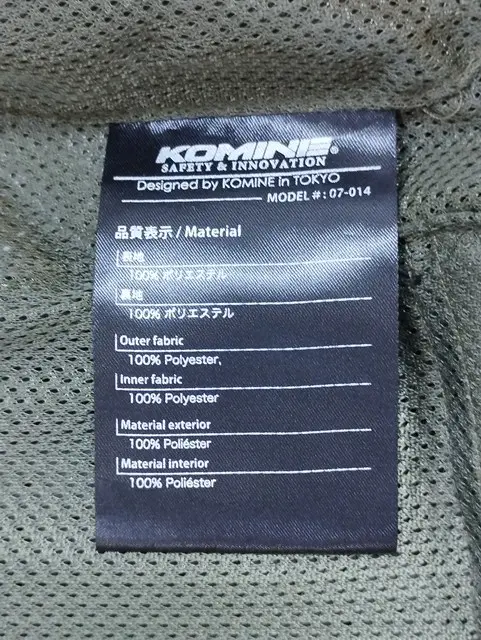 KOMINE®
SAFETY & INNOVATION
Designed by KOMINE in TOKYO
MODEL #: 07-014
品質表示 / Material
表地
100% ポリエステル
裏地
100% ポリエステル
Outer fabric
100% Polyester,
Inner fabric
100% Polyester
Material exterior
100% Poliéster
Material interior
100% Poliéster